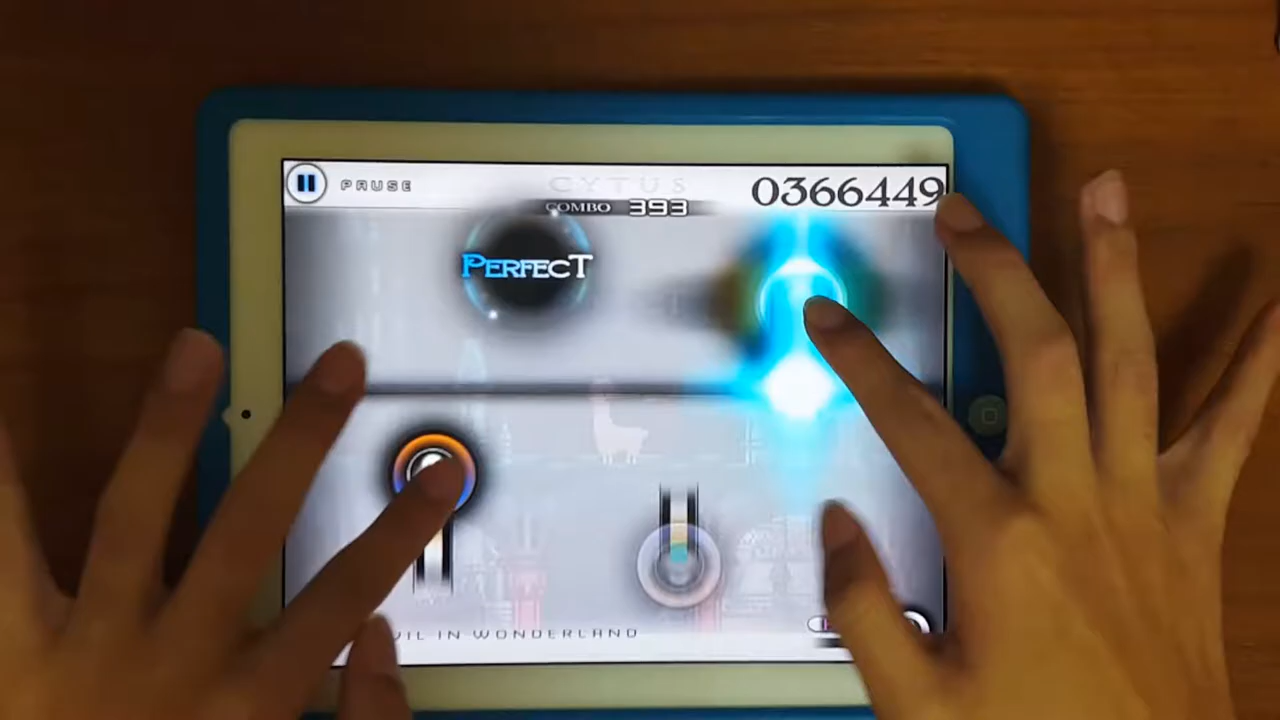 PAUSE
CYTUS
0366449
COMBO 393
PERFECT
VIL IN WONDERLAND